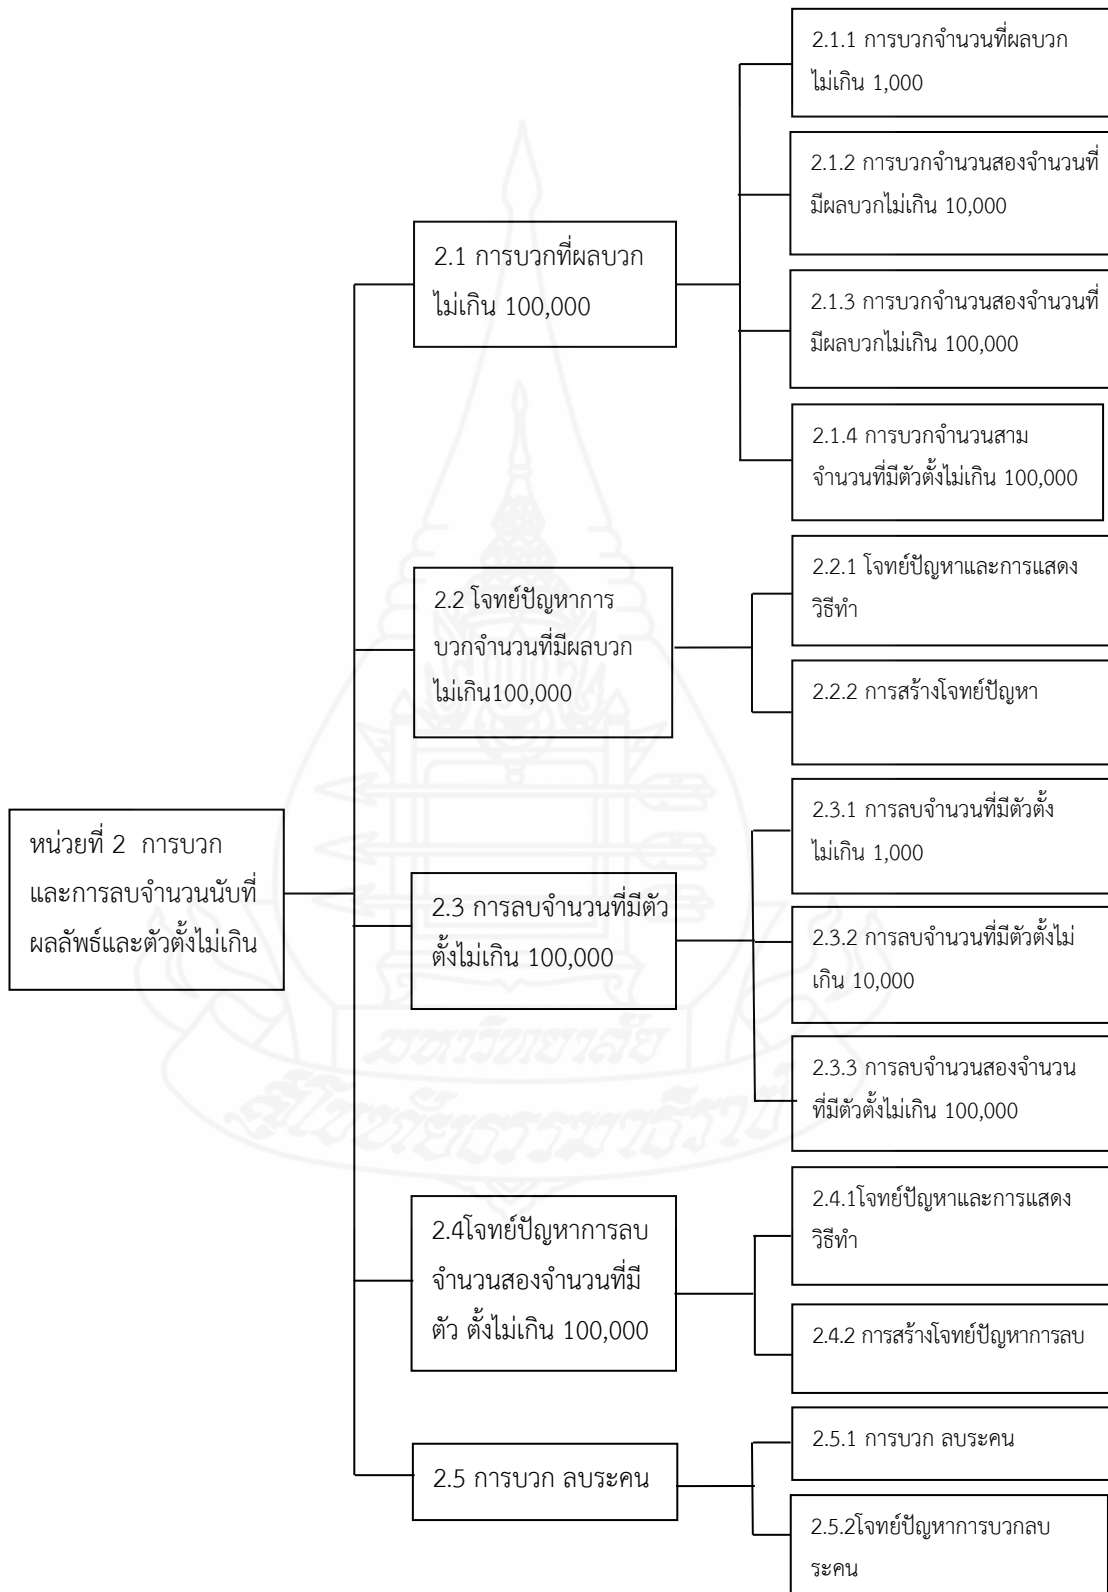 หน่วยที่ 2 การบวก
และการลบจำนวนนับที่
ผลลัพธ์และตัวตั้งไม่เกิน
2.1 การบวกที่ผลบวก
ไม่เกิน 100,000
2.1.1 การบวกจำนวนที่ผลบวก
ไม่เกิน 1,000
2.1.2 การบวกจำนวนสองจำนวนที่
มีผลบวกไม่เกิน 10,000
2.1.3 การบวกจำนวนสองจำนวนที่
มีผลบวกไม่เกิน 100,000
2.1.4 การบวกจำนวนสาม
จำนวนที่มีตัวตั้งไม่เกิน 100,000
2.2 โจทย์ปัญหาการ
บวกจำนวนที่มีผลบวก
ไม่เกิน100,000
2.2.1 โจทย์ปัญหาและการแสดง
วิธีทำ
2.2.2 การสร้างโจทย์ปัญหา
2.3 การลบจำนวนที่มีตัว
ตั้งไม่เกิน 100,000
2.3.1 การลบจำนวนที่มีตัวตั้ง
ไม่เกิน 1,000
2.3.2 การลบจำนวนที่มีตัวตั้งไม่
เกิน 10,000
2.3.3 การลบจำนวนสองจำนวน
ที่มีตัวตั้งไม่เกิน 100,000
2.4โจทย์ปัญหาการลบ
จำนวนสองจำนวนที่มี
ตัว ตั้งไม่เกิน 100,000
2.4.1โจทย์ปัญหาและการแสดง
วิธีทำ
2.4.2 การสร้างโจทย์ปัญหาการลบ
2.5 การบวก ลบระคน
2.5.1 การบวก ลบระคน
2.5.2โจทย์ปัญหาการบวกลบ
ระคน
มหาวิทยาลัย
สุโขทัยธรรมาธิราช